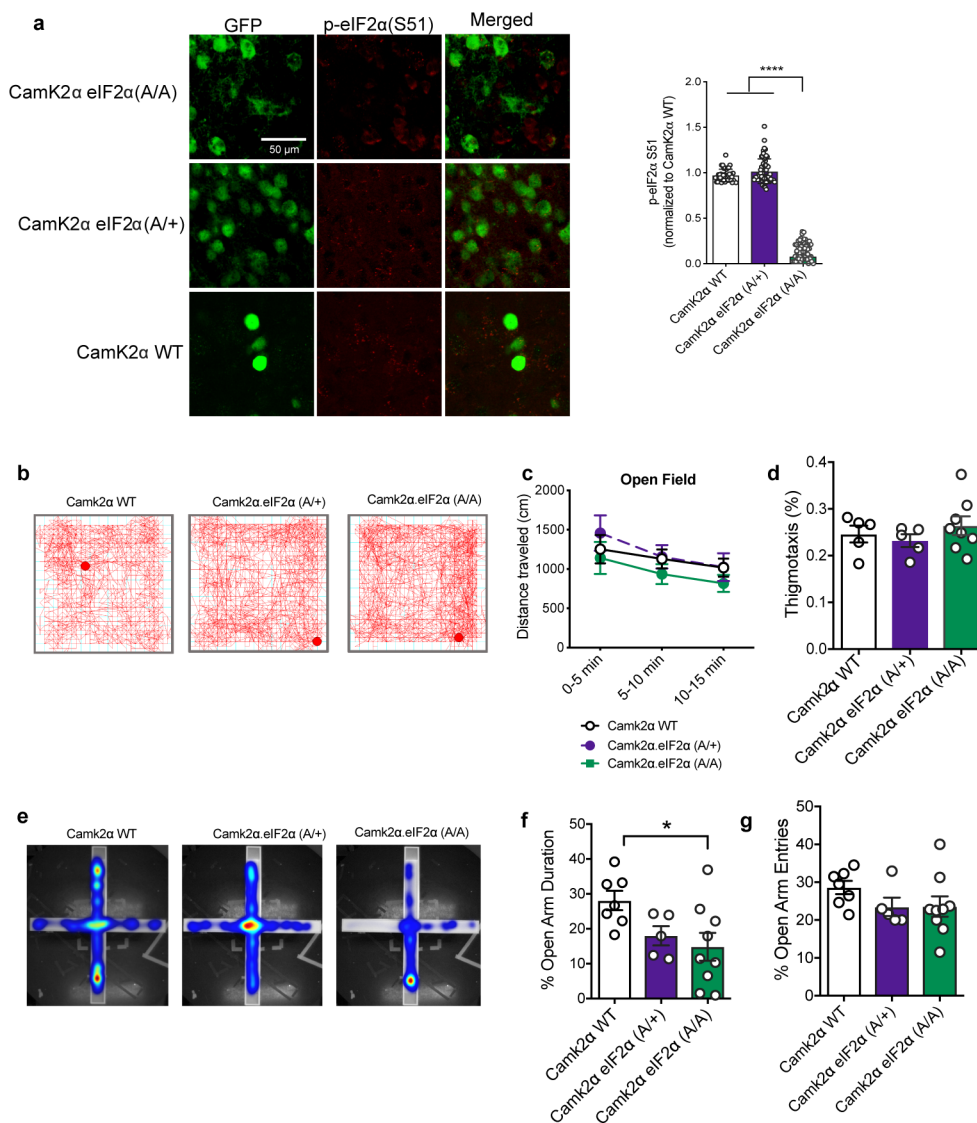 a
GFP
p-eIF2α(S51)
Merged
CamK2α eIF2α(A/A)
50 µm
CamK2α eIF2α(A/+)
CamK2α WT
****
p-eIF2α S51
(normalized to CamK2α WT)
2.0
1.5
1.0
0.5
0.0
CamK2α WT
CamK2α eIF2α (A/+)
CamK2α eIF2α (A/A)
b
Camk2α WT
Camk2α.eIF2α (A/+)
Camk2α.eIF2α (A/A)
c
Open Field
Distance traveled (cm)
2000
1500
1000
500
0
0-5 min
5-10 min
10-15 min
Camk2α WT
Camk2α.eIF2α (A/+)
Camk2α.eIF2α (A/A)
d
Thigmotaxis (%)
0.4
0.3
0.2
0.1
0.0
Camk2α WT
Camk2α eIF2α (A/+)
Camk2α eIF2α (A/A)
e
Camk2α WT
Camk2α.eIF2α (A/+)
Camk2α.eIF2α (A/A)
f
*
% Open Arm Duration
50
40
30
20
10
0
Camk2α WT
Camk2α eIF2α (A/+)
Camk2α eIF2α (A/A)
g
% Open Arm Entries
50
40
30
20
10
0
Camk2α WT
Camk2α eIF2α (A/+)
Camk2α eIF2α (A/A)